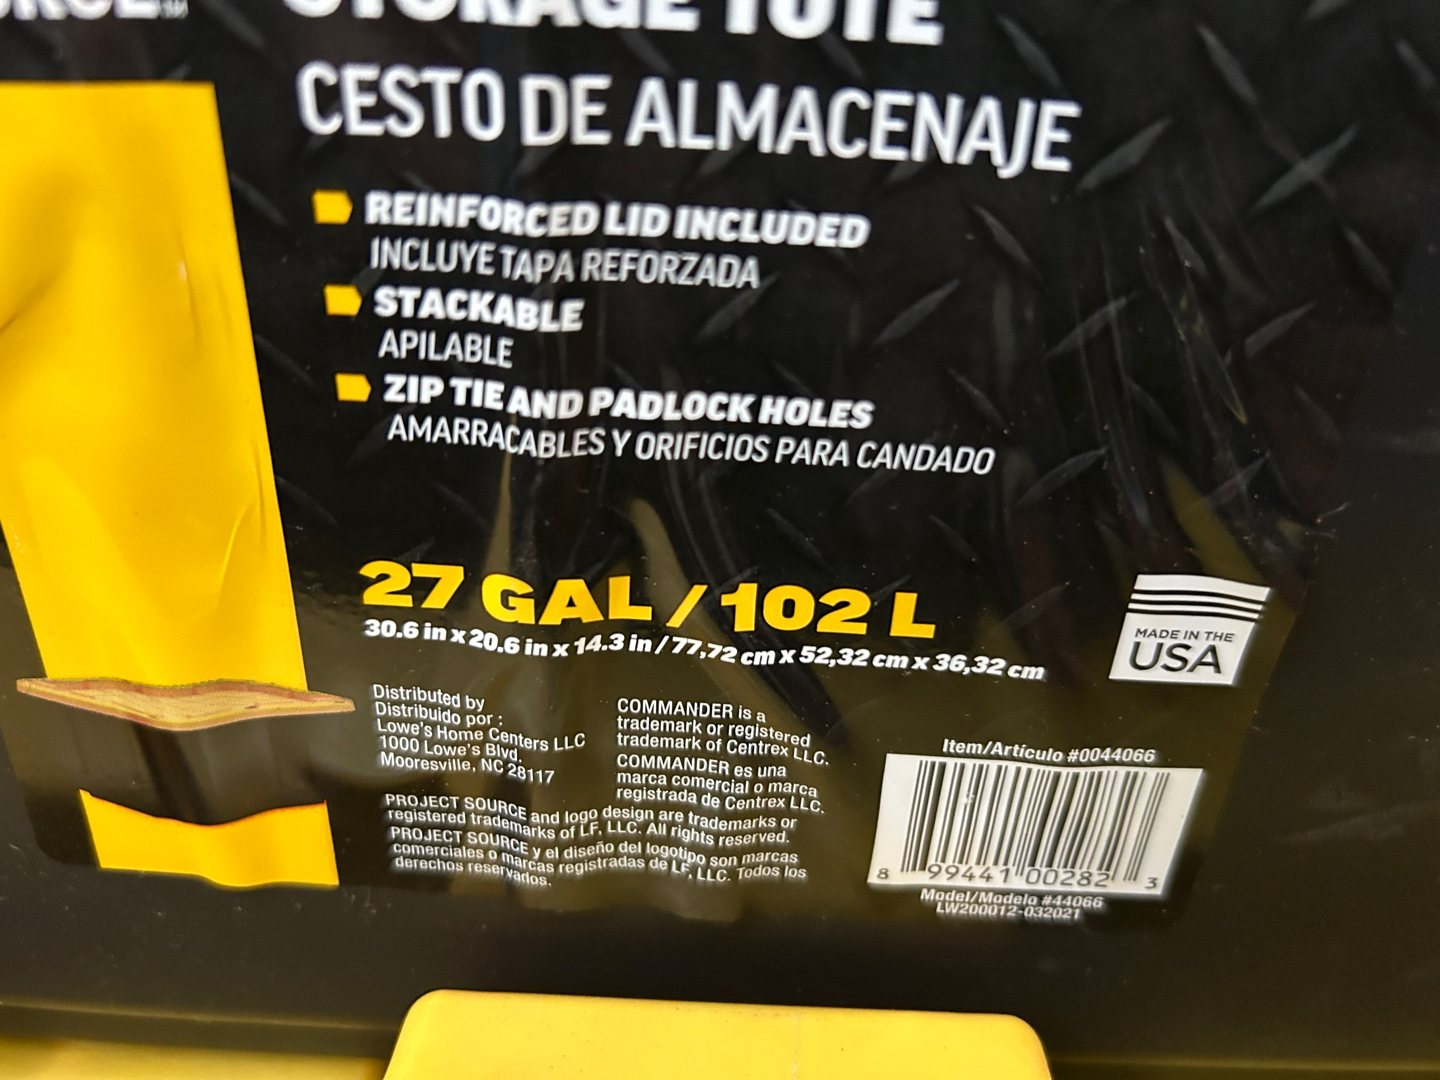 STORAGE TOTE
CESTO DE ALMACENAJE
REINFORCED LID INCLUDED
INCLUYE TAPA REFORZADA
STACKABLE
APILABLE
ZIP TIE AND PADLOCK HOLES
AMARRACABLES Y ORIFICIOS PARA CANDADO
27 GAL / 102 L
30.6 in x 20.6 in x 14.3 in / 77,72 cm x 52,32 cm x 36,32 cm
MADE IN THE
USA
Distributed by
Distribuido por :
Lowe's Home Centers LLC
1000 Lowe's Blvd.
Mooresville, NC 28117
COMMANDER is a
trademark or registered
trademark of Centrex LLC.
COMMANDER es una
marca comercial o marca
registrada de Centrex LLC.
PROJECT SOURCE and logo design are trademarks or
registered trademarks of LF, LLC. All rights reserved.
PROJECT SOURCE y el diseño del logotipo son marcas
comerciales o marcas registradas de LF, LLC. Todos los
derechos reservados.
Item/Artículo #0044066
8 99441 00282 3
Model/Modelo #44066
LW200012-032021